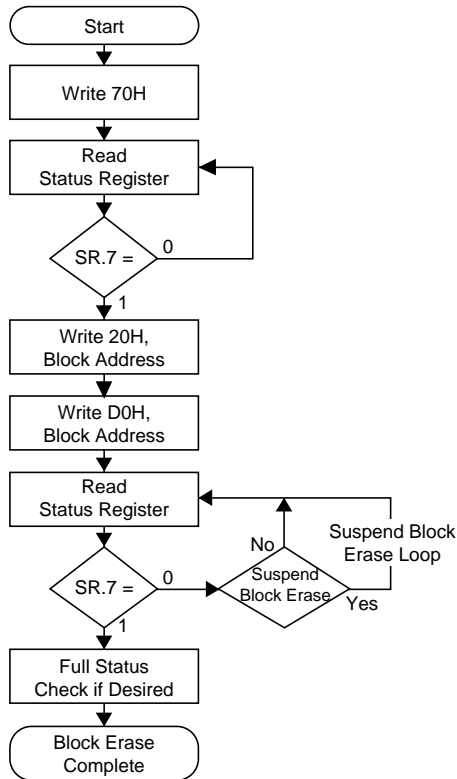 Start
Write 70H
Read
Status Register
SR.7 =
0
1
Write 20H,
Block Address
Write D0H,
Block Address
Read
Status Register
SR.7 =
0
1
Suspend
Block Erase
No
Yes
Suspend Block
Erase Loop
Full Status
Check if Desired
Block Erase
Complete